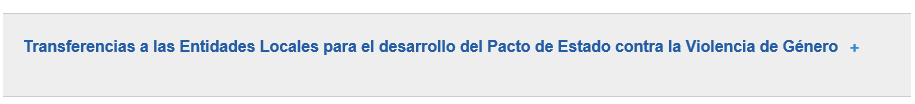 Transferencias a las Entidades Locales para el desarrollo del Pacto de Estado contra la Violencia de Género +